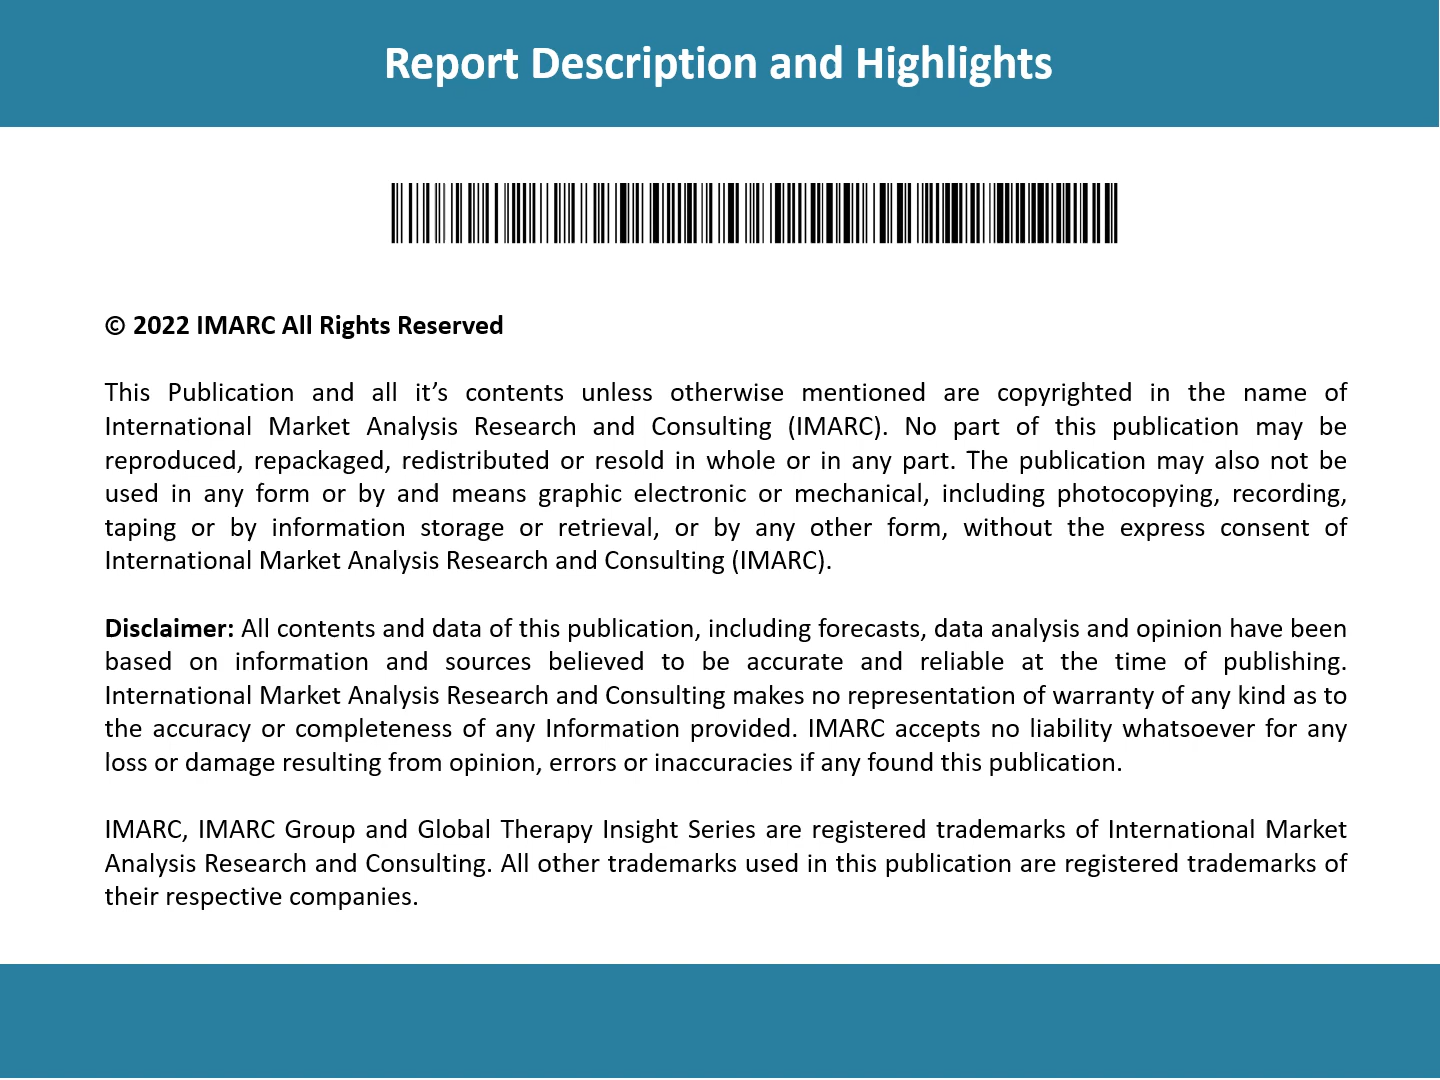 Report Description and Highlights
© 2022 IMARC All Rights Reserved
This Publication and all it’s contents unless otherwise mentioned are copyrighted in the name of
International Market Analysis Research and Consulting (IMARC). No part of this publication may be
reproduced, repackaged, redistributed or resold in whole or in any part. The publication may also not be
used in any form or by and means graphic electronic or mechanical, including photocopying, recording,
taping or by information storage or retrieval, or by any other form, without the express consent of
International Market Analysis Research and Consulting (IMARC).
Disclaimer: All contents and data of this publication, including forecasts, data analysis and opinion have been
based on information and sources believed to be accurate and reliable at the time of publishing.
International Market Analysis Research and Consulting makes no representation of warranty of any kind as to
the accuracy or completeness of any Information provided. IMARC accepts no liability whatsoever for any
loss or damage resulting from opinion, errors or inaccuracies if any found this publication.
IMARC, IMARC Group and Global Therapy Insight Series are registered trademarks of International Market
Analysis Research and Consulting. All other trademarks used in this publication are registered trademarks of
their respective companies.